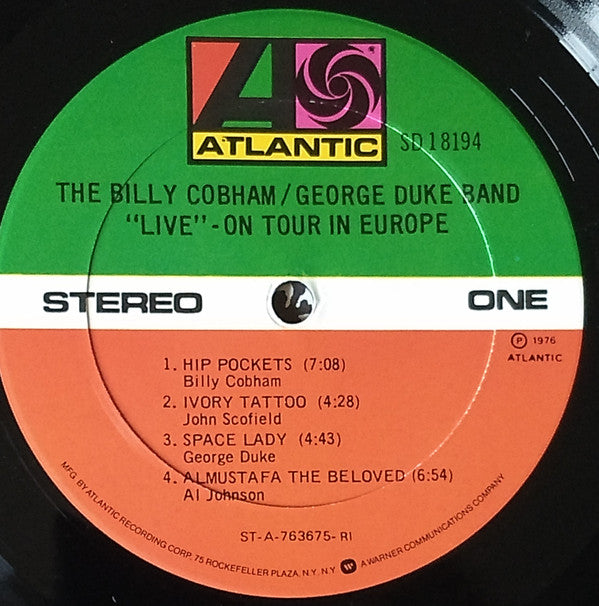 ATLANTIC
SD 18194
THE BILLY COBHAM/GEORGE DUKE BAND
"LIVE"-ON TOUR IN EUROPE
STEREO
ONE
Ⓟ 1976
ATLANTIC
1. HIP POCKETS (7:08)
Billy Cobham
2. IVORY TATTOO (4:28)
John Scofield
3. SPACE LADY (4:43)
George Duke
4. ALMUSTAFA THE BELOVED (6:54)
Al Johnson
ST-A-763675-RI
MFG. BY ATLANTIC RECORDING CORP. 75 ROCKEFELLER PLAZA, N.Y. N.Y. A WARNER COMMUNICATIONS COMPANY